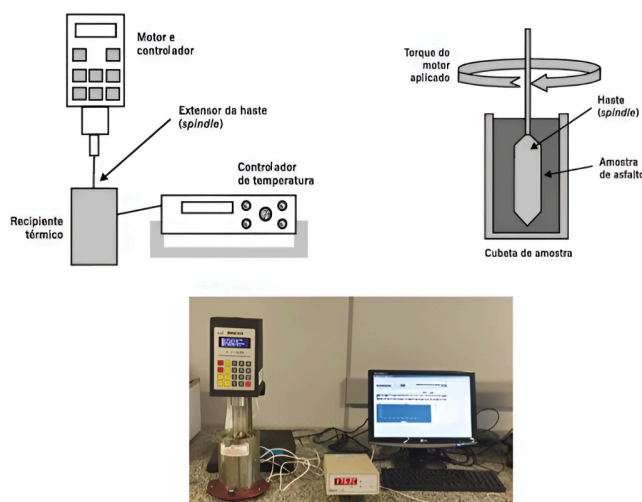 Motor e
controlador
Extensor da haste
(spindle)
Controlador
de temperatura
Recipiente
térmico
Torque do
motor
aplicado
Haste
(spindle)
Amostra
de asfalto
Cubeta de amostra